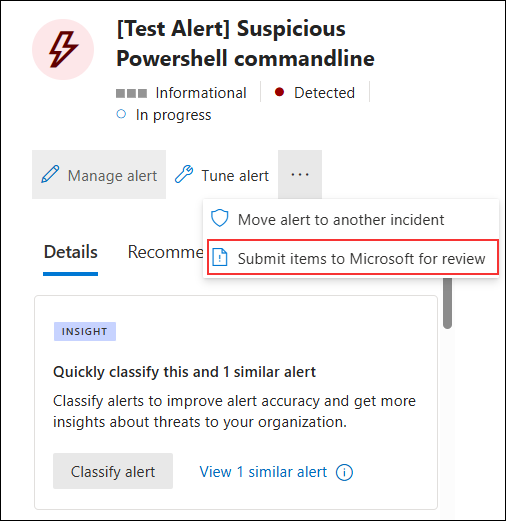 [Test Alert] Suspicious
Powershell commandline
Informational
Detected
In progress
Manage alert
Tune alert
...
Move alert to another incident
Submit items to Microsoft for review
Details
Recomme
INSIGHT
Quickly classify this and 1 similar alert
Classify alerts to improve alert accuracy and get more
insights about threats to your organization.
Classify alert
View 1 similar alert